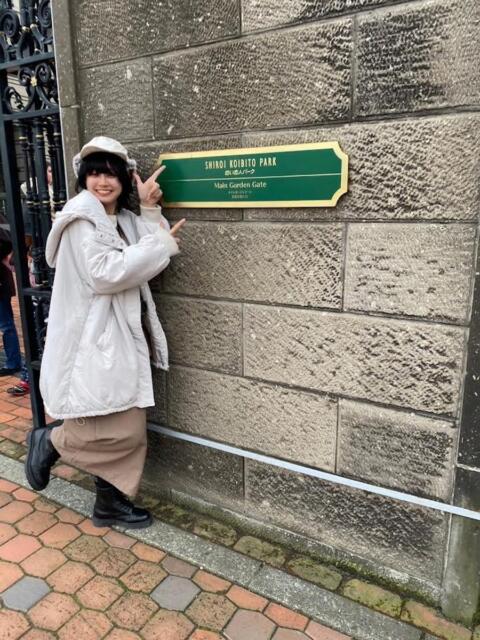 SHIROI KOIBITO PARK
白い恋人パーク
Main Garden Gate